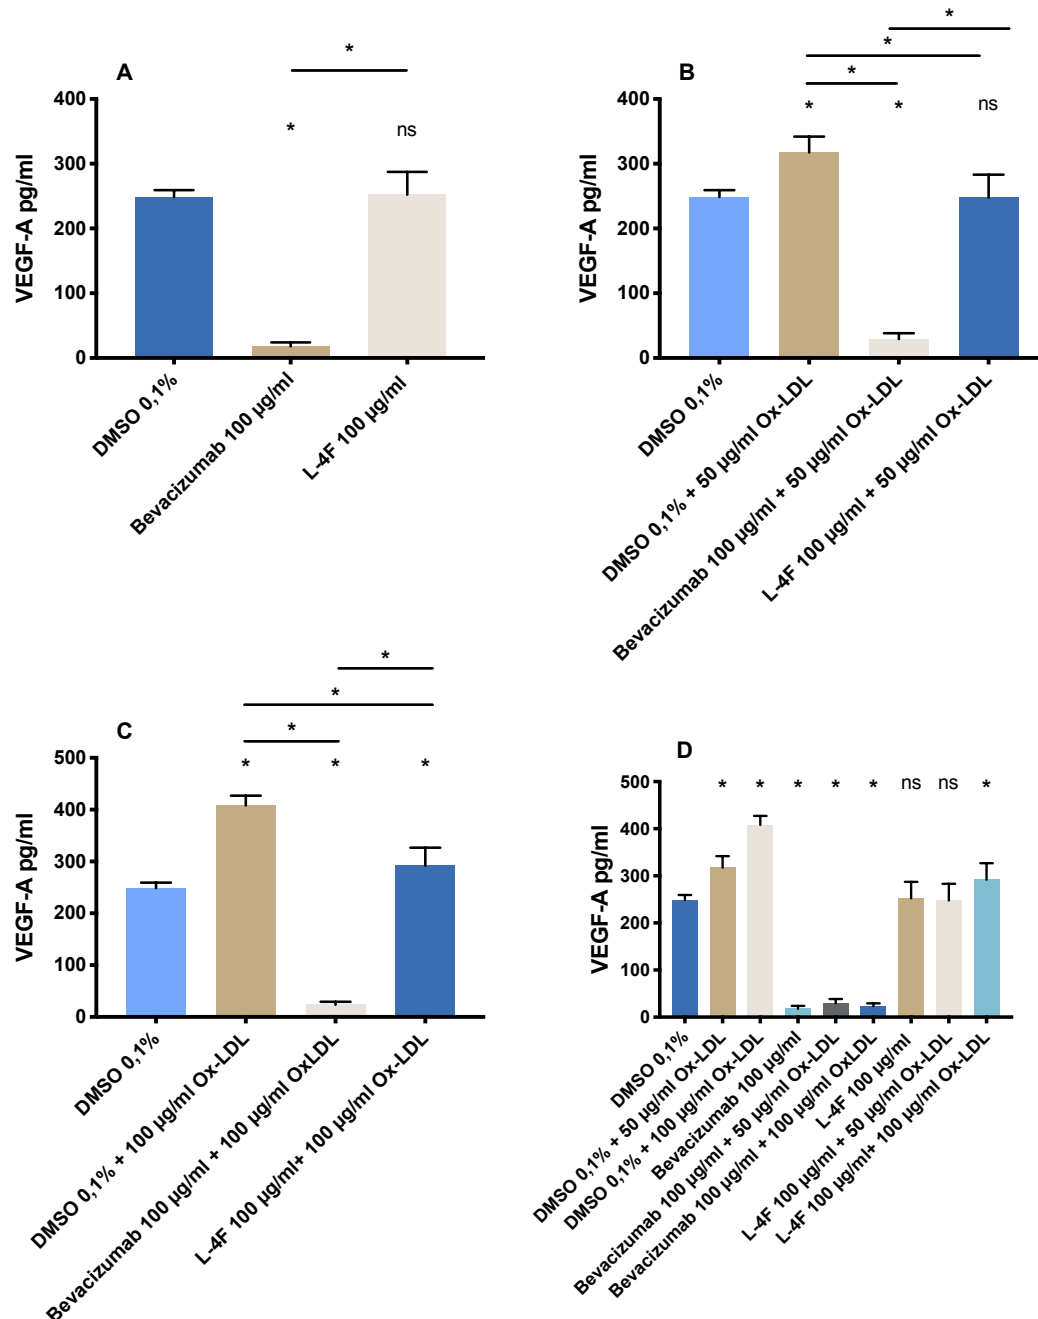 A
*
*
ns
400
300
200
100
0
VEGF-A pg/ml
DMSO 0,1%
Bevacizumab 100 µg/ml
L-4F 100 µg/ml
B
*
*
*
*
*
ns
400
300
200
100
0
VEGF-A pg/ml
DMSO 0,1%
DMSO 0,1% + 50 µg/ml Ox-LDL
Bevacizumab 100 µg/ml + 50 µg/ml Ox-LDL
L-4F 100 µg/ml + 50 µg/ml Ox-LDL
C
*
*
*
*
*
*
500
400
300
200
100
0
VEGF-A pg/ml
DMSO 0,1%
DMSO 0,1% + 100 µg/ml Ox-LDL
Bevacizumab 100 µg/ml + 100 µg/ml OxLDL
L-4F 100 µg/ml+ 100 µg/ml Ox-LDL
D
* * * * * ns ns *
500
400
300
200
100
0
VEGF-A pg/ml
DMSO 0,1%
DMSO 0,1% + 50 µg/ml Ox-LDL
DMSO 0,1% + 100 µg/ml Ox-LDL
Bevacizumab 100 µg/ml
Bevacizumab 100 µg/ml + 50 µg/ml Ox-LDL
Bevacizumab 100 µg/ml + 100 µg/ml OxLDL
L-4F 100 µg/ml
L-4F 100 µg/ml + 50 µg/ml Ox-LDL
L-4F 100 µg/ml+ 100 µg/ml Ox-LDL